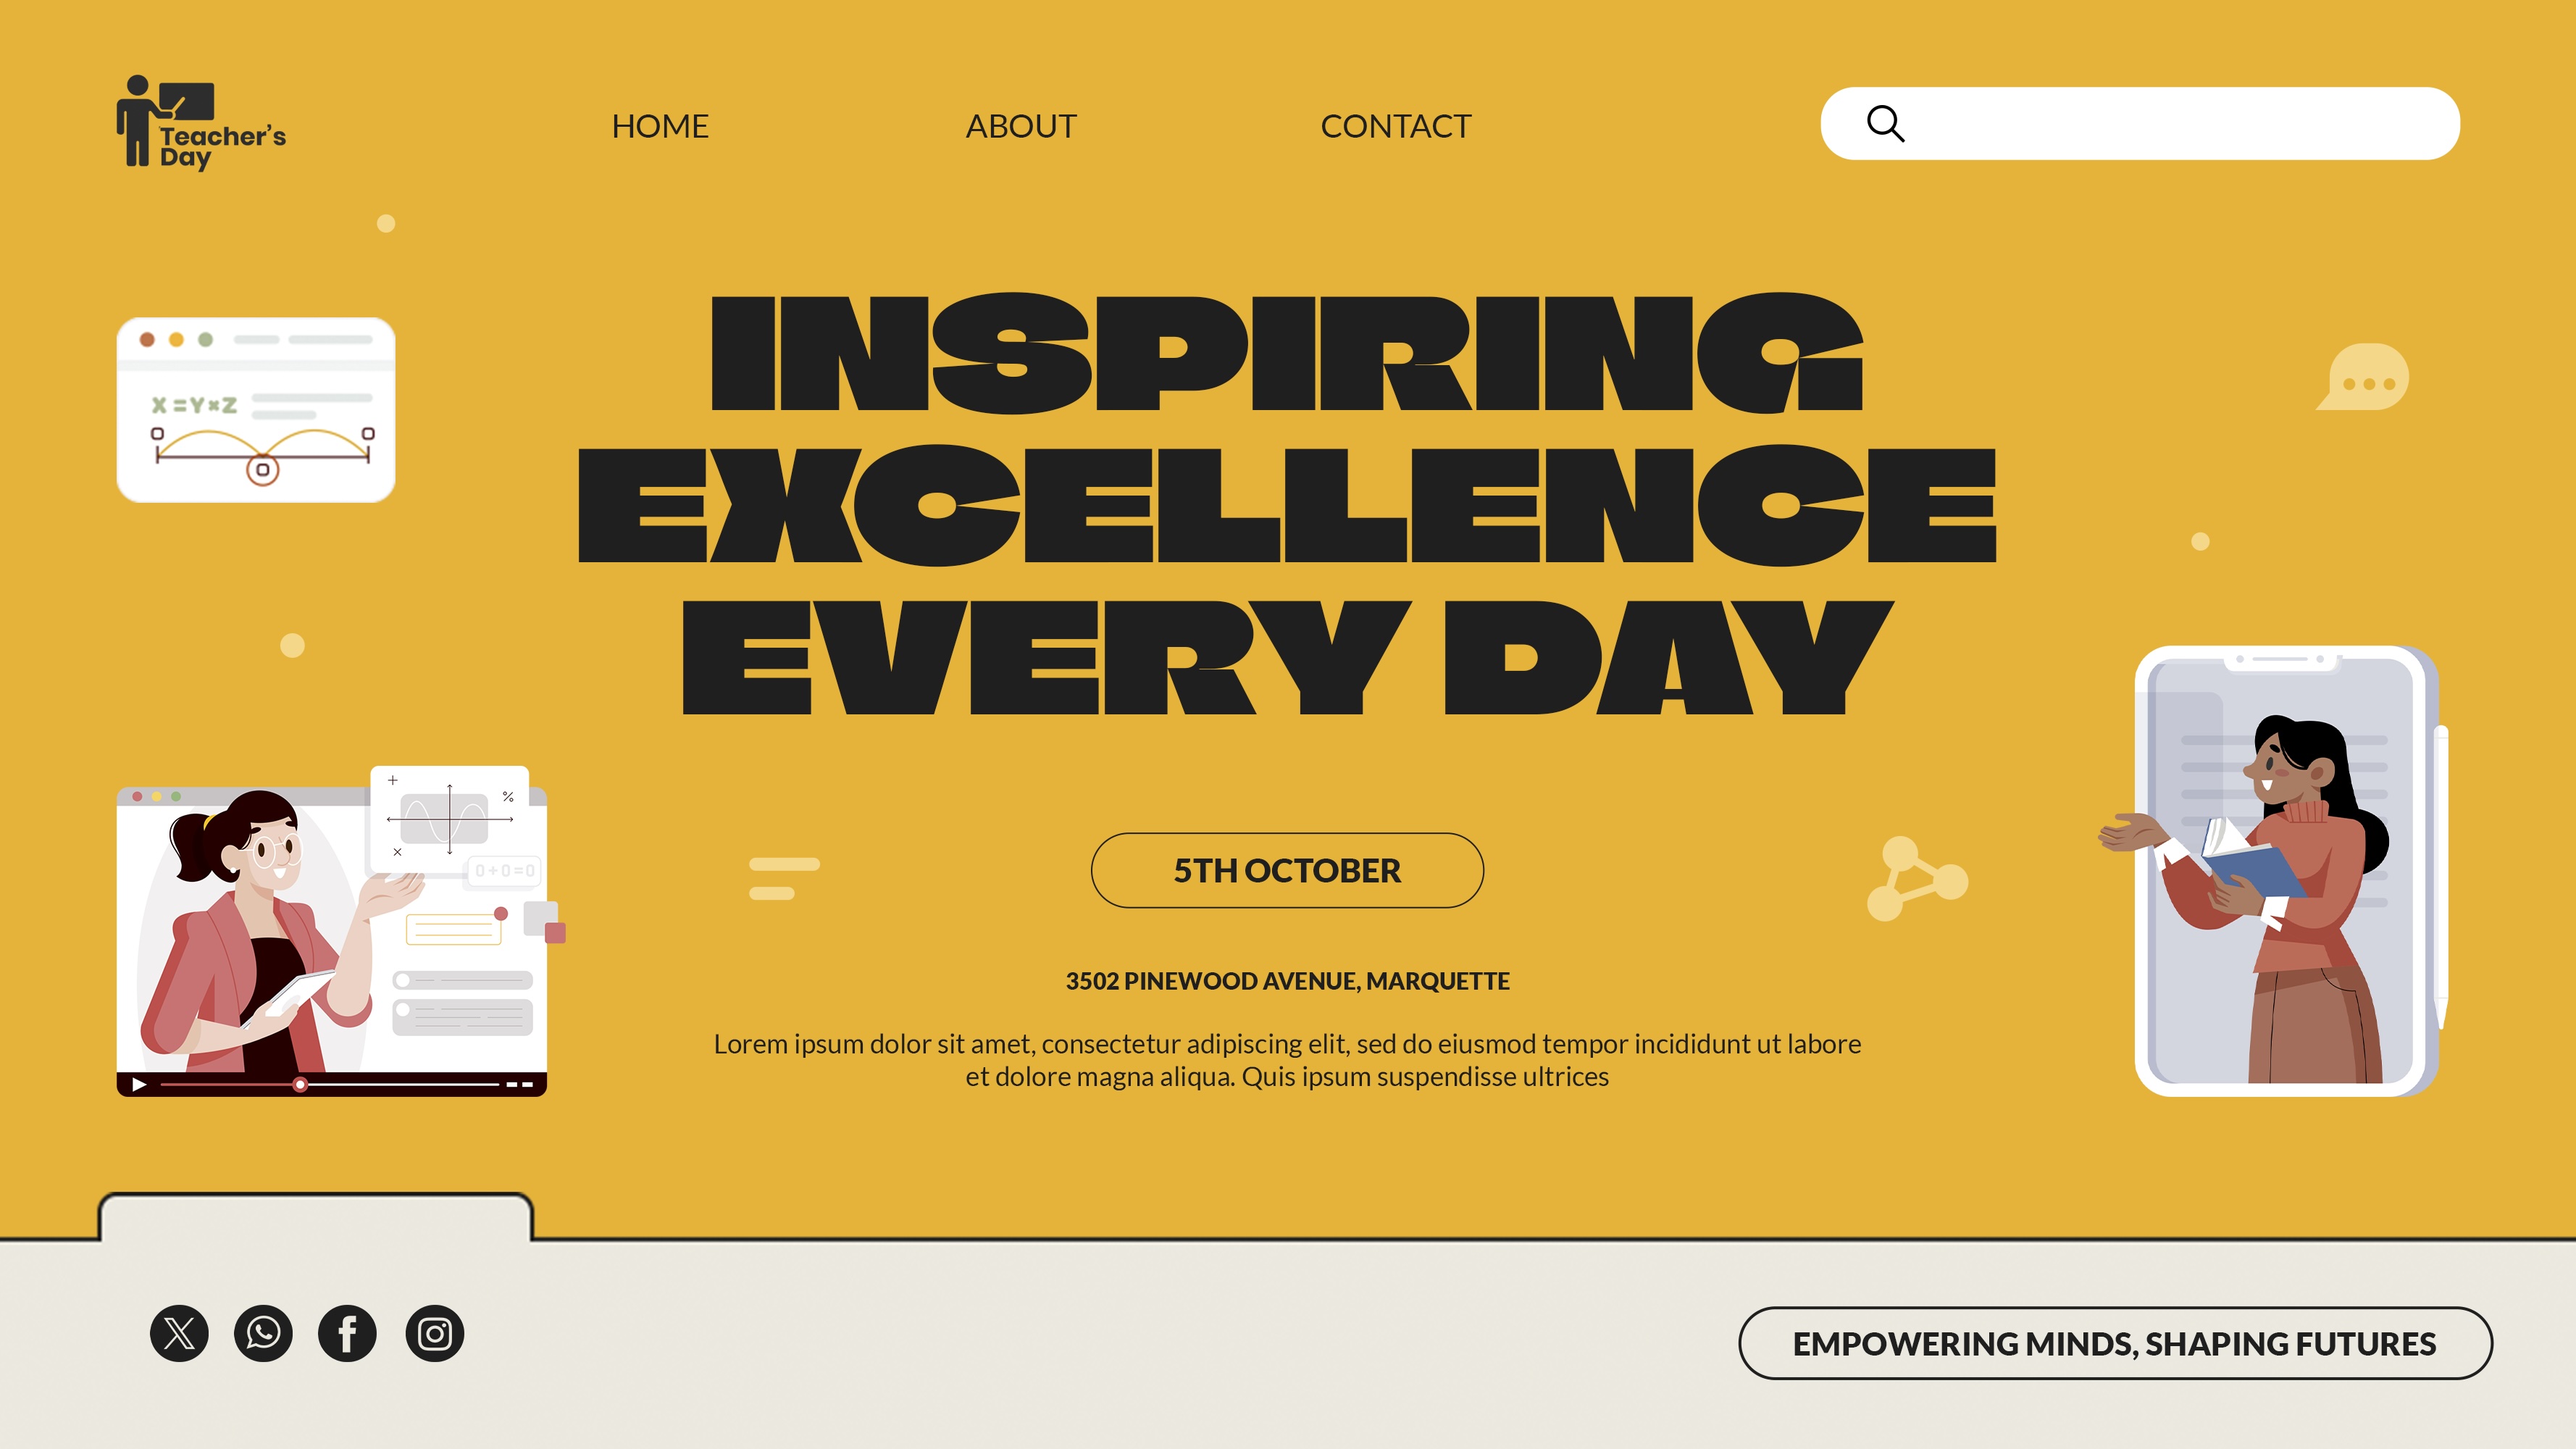 Teacher's
Day
HOME
ABOUT
CONTACT
INSPIRING
EXCELLENCE
EVERY DAY
X = Y × Z
0 + 0 = 0
5TH OCTOBER
3502 PINEWOOD AVENUE, MARQUETTE
Lorem ipsum dolor sit amet, consectetur adipiscing elit, sed do eiusmod tempor incididunt ut labore
et dolore magna aliqua. Quis ipsum suspendisse ultrices
EMPOWERING MINDS, SHAPING FUTURES